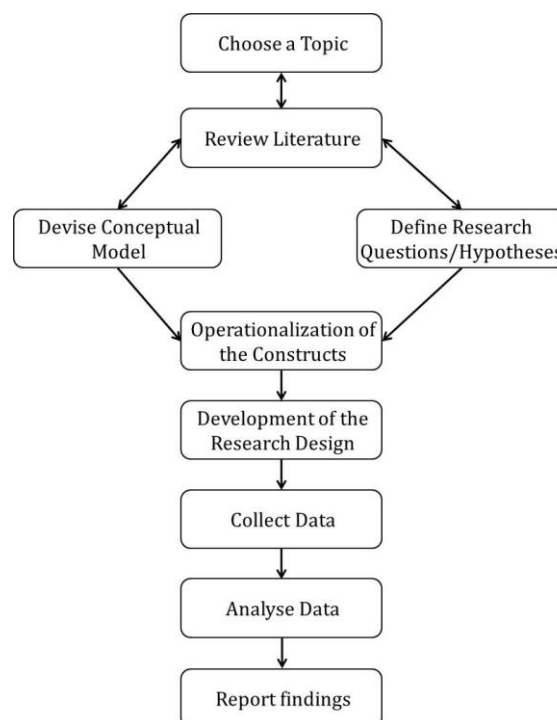 Choose a Topic
Review Literature
Devise Conceptual
Model
Define Research
Questions/Hypotheses
Operationalization of
the Constructs
Development of the
Research Design
Collect Data
Analyse Data
Report findings